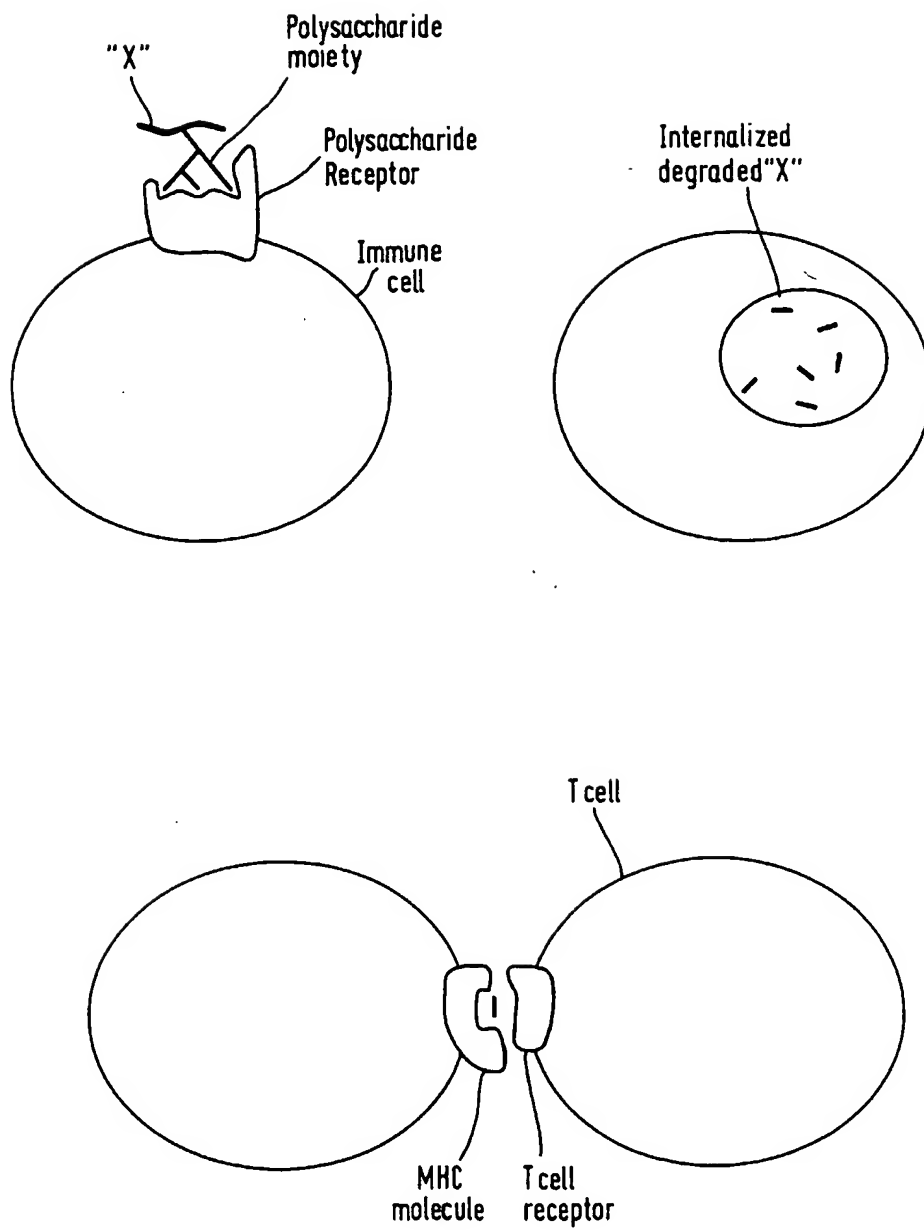 "X"
Polysaccharide
moiety
Polysaccharide
Receptor
Immune
cell
Internalized
degraded"X"
T cell
MHC
molecule
T cell
receptor